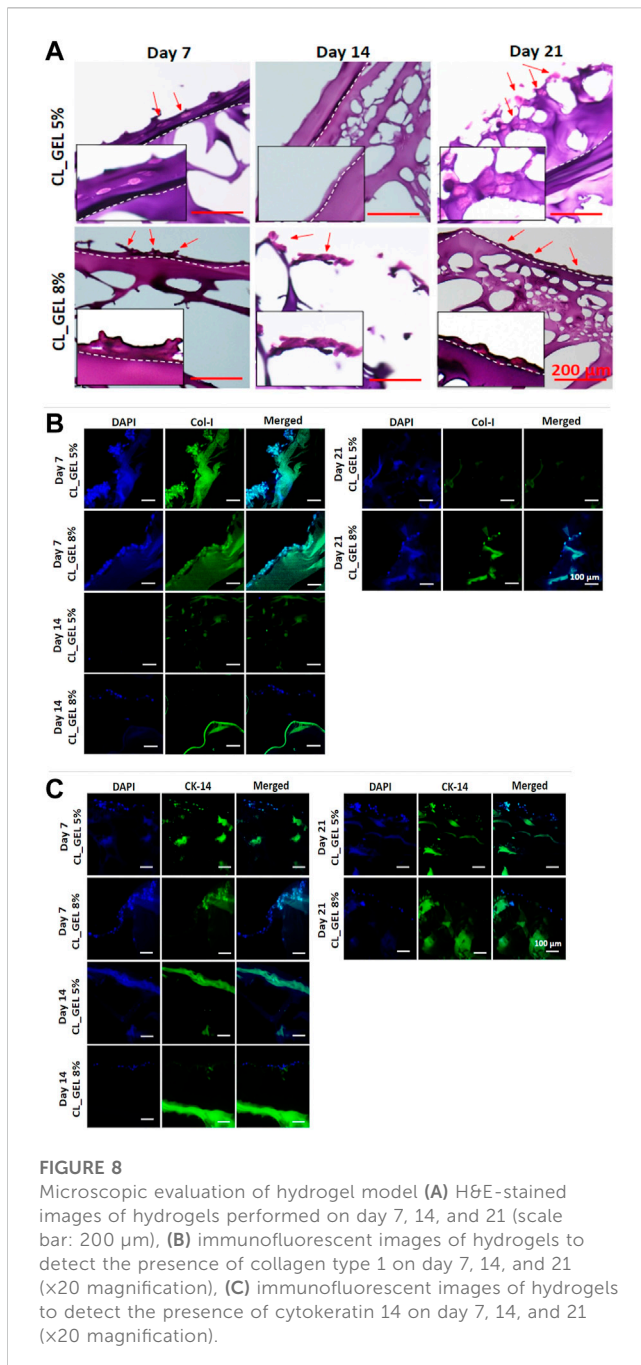 A
Day 7 Day 14 Day 21
CL_GEL 5%
CL_GEL 8%
200 µm
B
DAPI Col-I Merged
Day 7
CL_GEL 5%
Day 7
CL_GEL 8%
Day 14
CL_GEL 5%
Day 14
CL_GEL 8%
DAPI Col-I Merged
Day 21
CL_GEL 5%
Day 21
CL_GEL 8%
100 µm
C
DAPI CK-14 Merged
Day 7
CL_GEL 5%
Day 7
CL_GEL 8%
Day 14
CL_GEL 5%
Day 14
CL_GEL 8%
DAPI CK-14 Merged
Day 21
CL_GEL 5%
Day 21
CL_GEL 8%
100 µm
FIGURE 8
Microscopic evaluation of hydrogel model (A) H&E-stained
images of hydrogels performed on day 7, 14, and 21 (scale
bar: 200 µm), (B) immunofluorescent images of hydrogels to
detect the presence of collagen type 1 on day 7, 14, and 21
(×20 magnification), (C) immunofluorescent images of hydrogels
to detect the presence of cytokeratin 14 on day 7, 14, and 21
(×20 magnification).